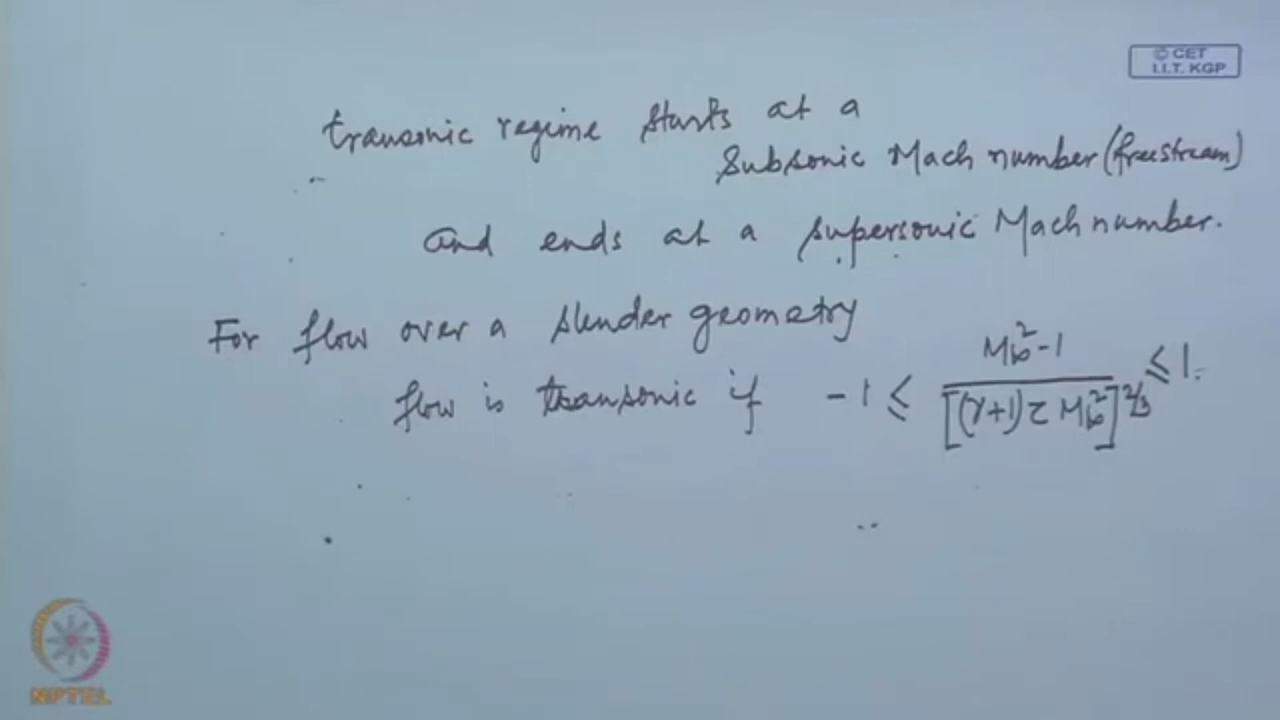 © CET
I.I.T. KGP
transonic regime starts at a
Subsonic Mach number (freestream)
and ends at a supersonic Mach number.
For flow over a slender geometry
flow is transonic if -1 ≤ M∞²-1 / [(γ+1)τ M∞²]^2/3 ≤ 1.
NPTEL